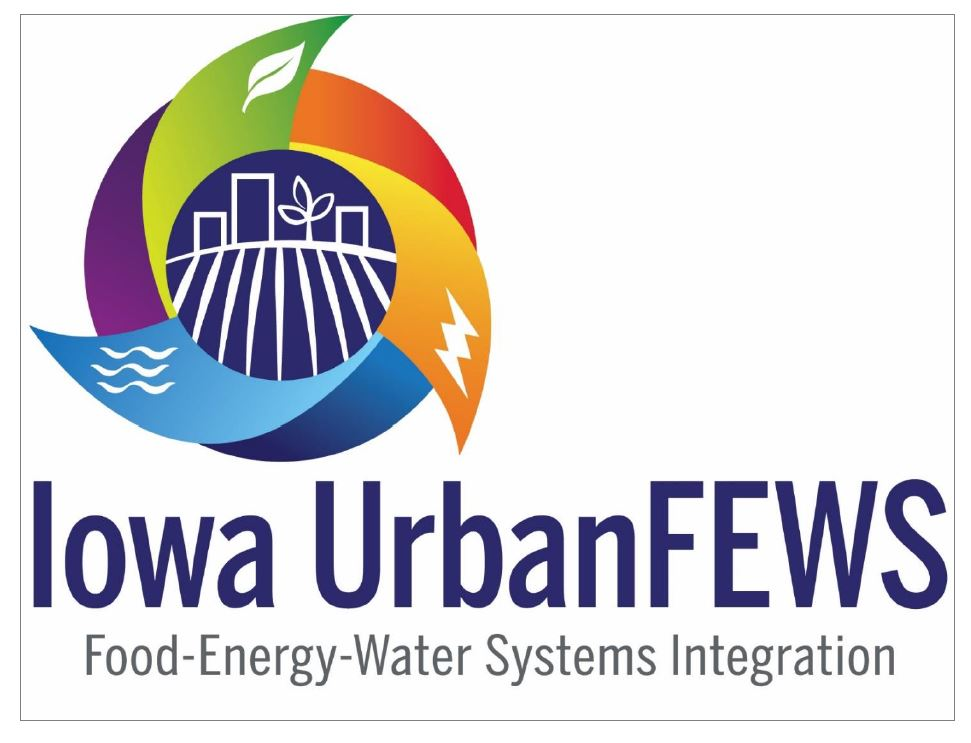 Iowa UrbanFEWS
Food-Energy-Water Systems Integration